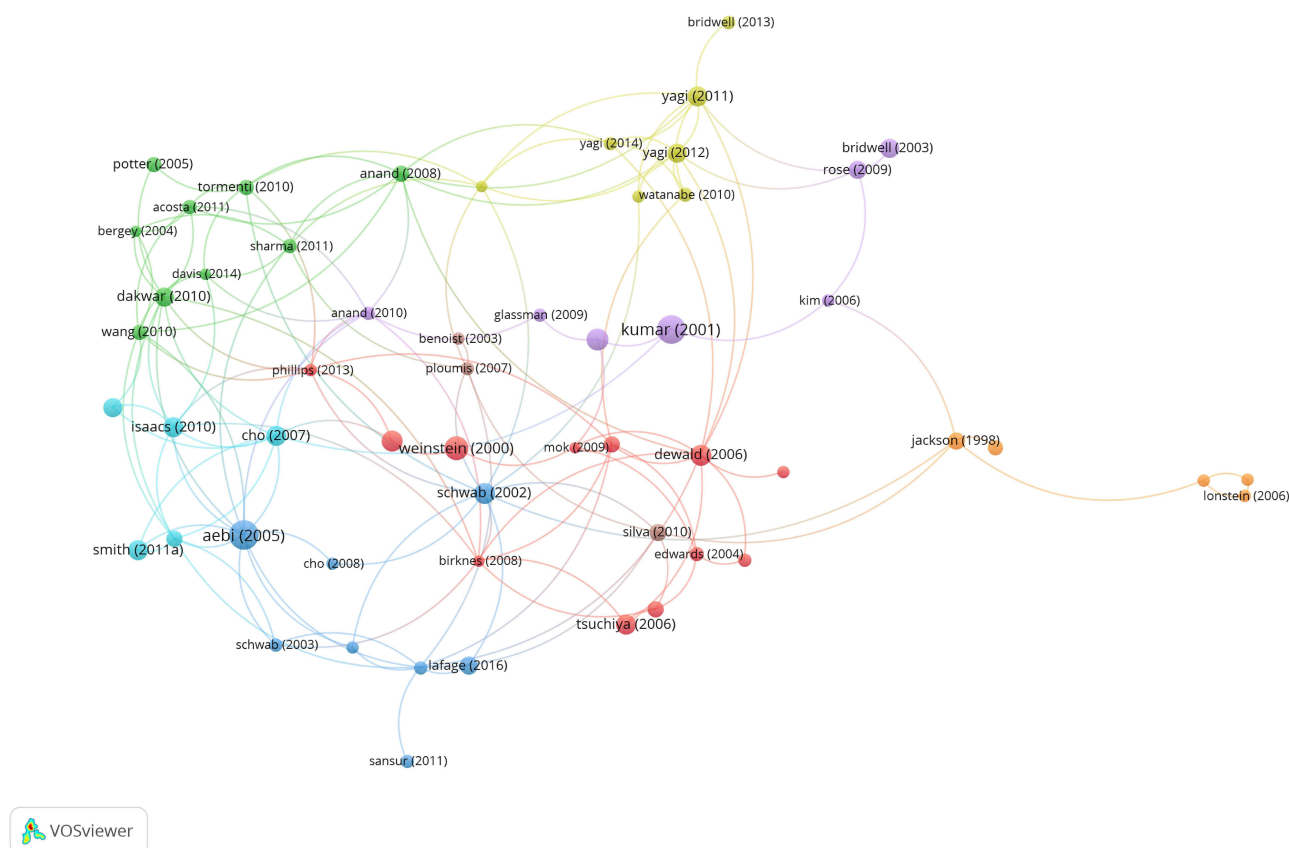 bridwell (2013)
yagi (2011)
yagi (2014)
yagi (2012)
bridwell (2003)
potter (2005)
tormenti (2010)
anand (2008)
rose (2009)
watanabe (2010)
acosta (2011)
bergey (2004)
sharma (2011)
davis (2014)
dakwar (2010)
kim (2006)
wang (2010)
anand (2010)
glassman (2009)
kumar (2001)
benoist (2003)
phillips (2013)
ploumis (2007)
isaacs (2010)
cho (2007)
weinstein (2000)
mok (2009)
dewald (2006)
jackson (1998)
schwab (2002)
lonstein (2006)
aebi (2005)
silva (2010)
smith (2011a)
cho (2008)
birknes (2008)
edwards (2004)
tsuchiya (2006)
schwab (2003)
lafage (2016)
sansur (2011)
VOSviewer